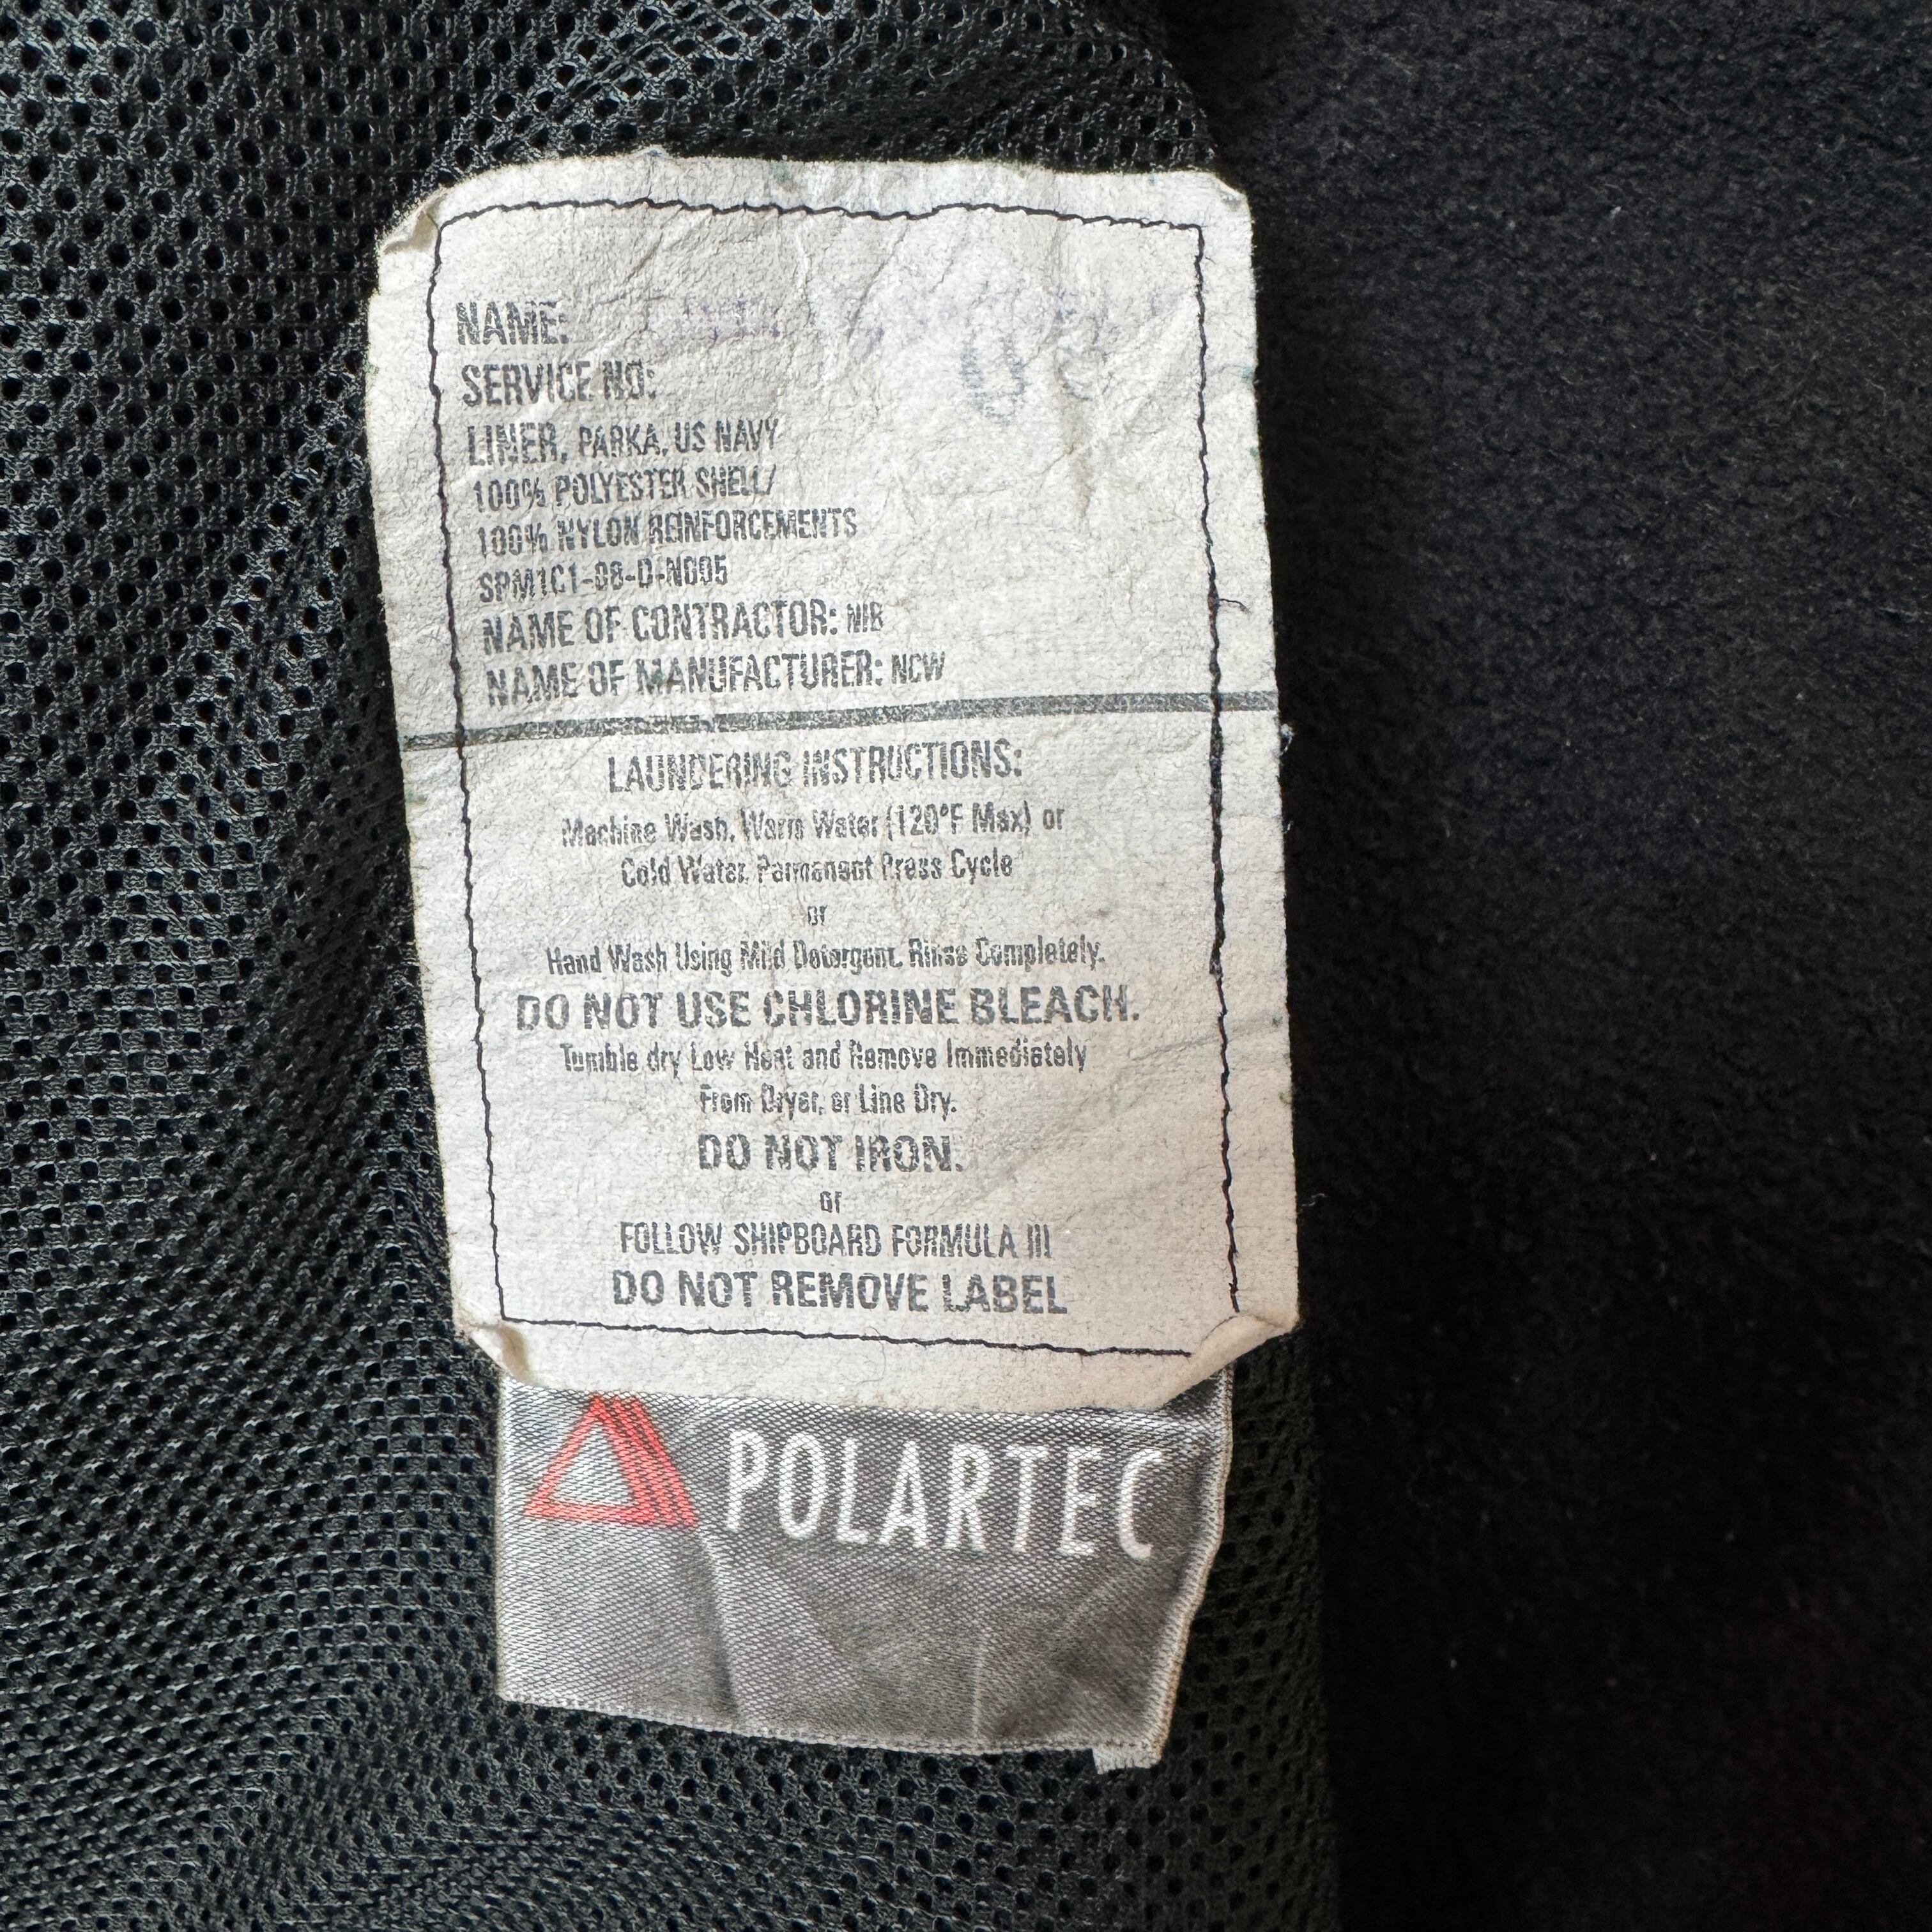 NAME:
SERVICE NO:
LINER, PARKA, US NAVY
100% POLYESTER SHELL/
100% NYLON REINFORCEMENTS
SPM1C1-08-D-N005
NAME OF CONTRACTOR: NIB
NAME OF MANUFACTURER: NCW
LAUNDERING INSTRUCTIONS:
Machine Wash, Warm Water (120°F Max) or
Cold Water, Permanent Press Cycle
or
Hand Wash Using Mild Detergent. Rinse Completely.
DO NOT USE CHLORINE BLEACH.
Tumble dry Low Heat and Remove Immediately
From Dryer, or Line Dry.
DO NOT IRON.
or
FOLLOW SHIPBOARD FORMULA III
DO NOT REMOVE LABEL
POLARTEC